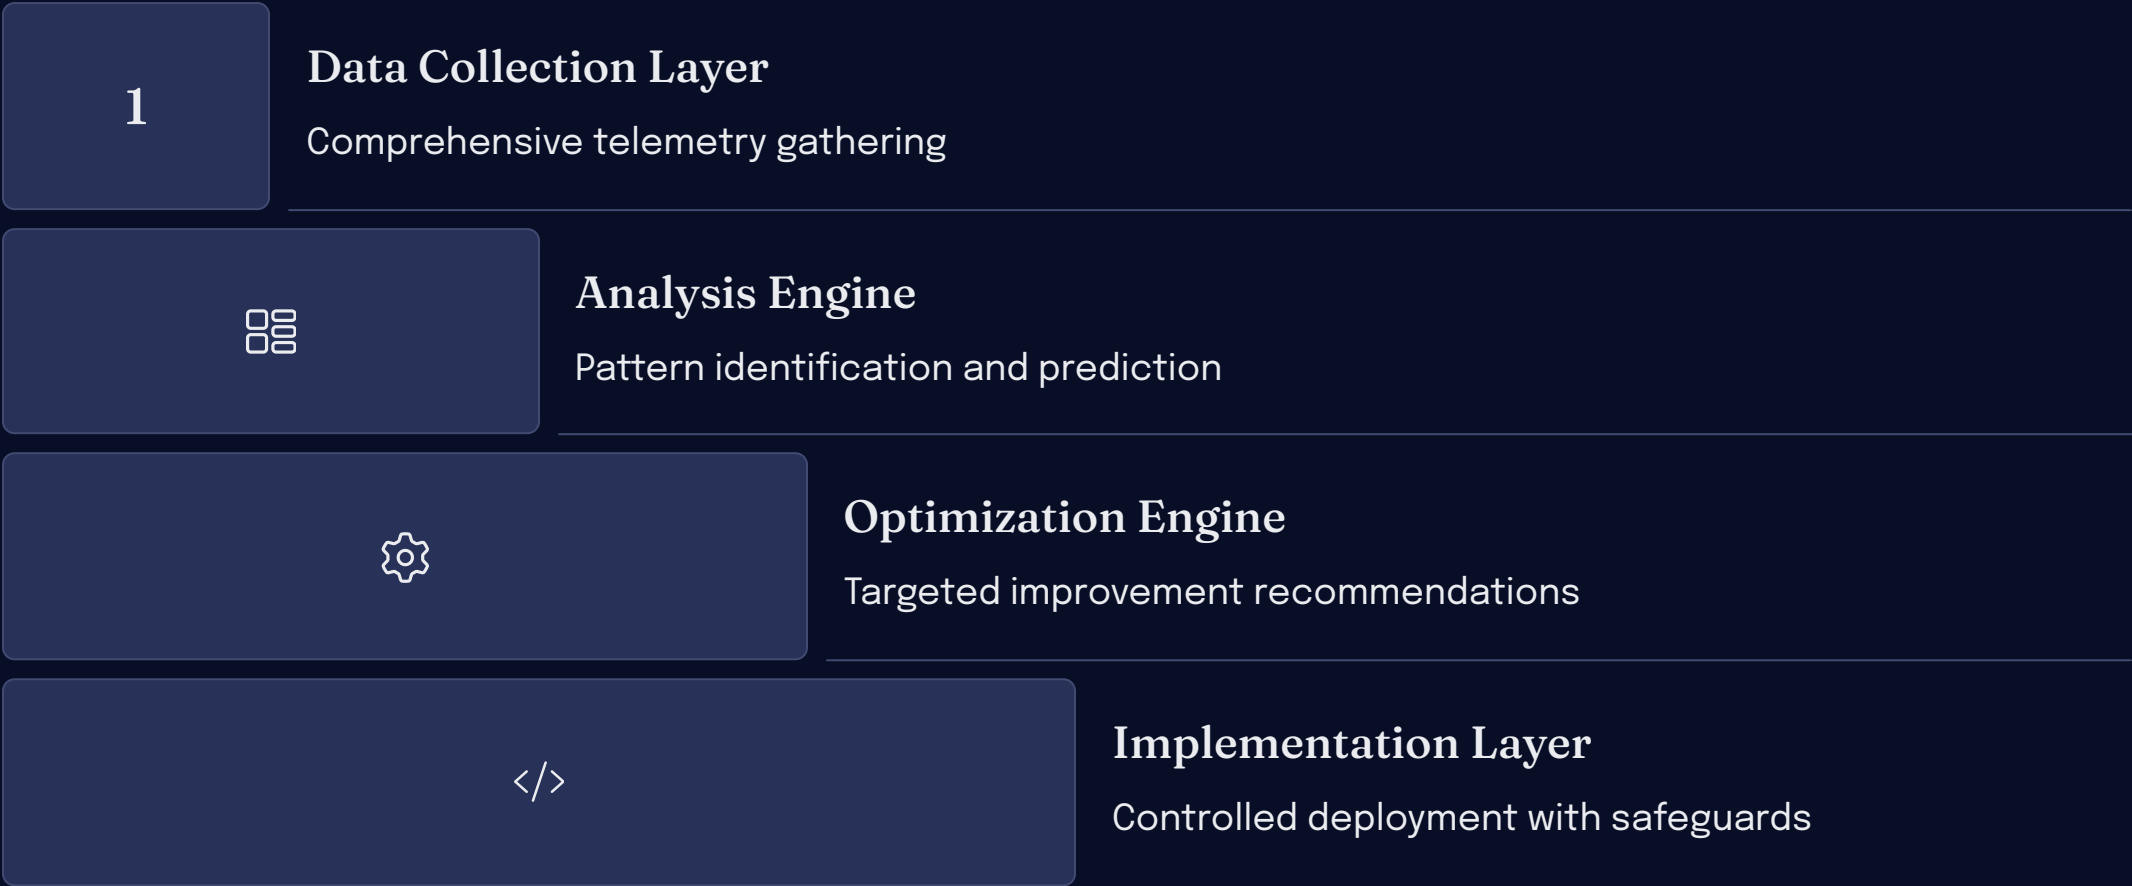 1
Data Collection Layer
Comprehensive telemetry gathering
Analysis Engine
Pattern identification and prediction
Optimization Engine
Targeted improvement recommendations
Implementation Layer
Controlled deployment with safeguards